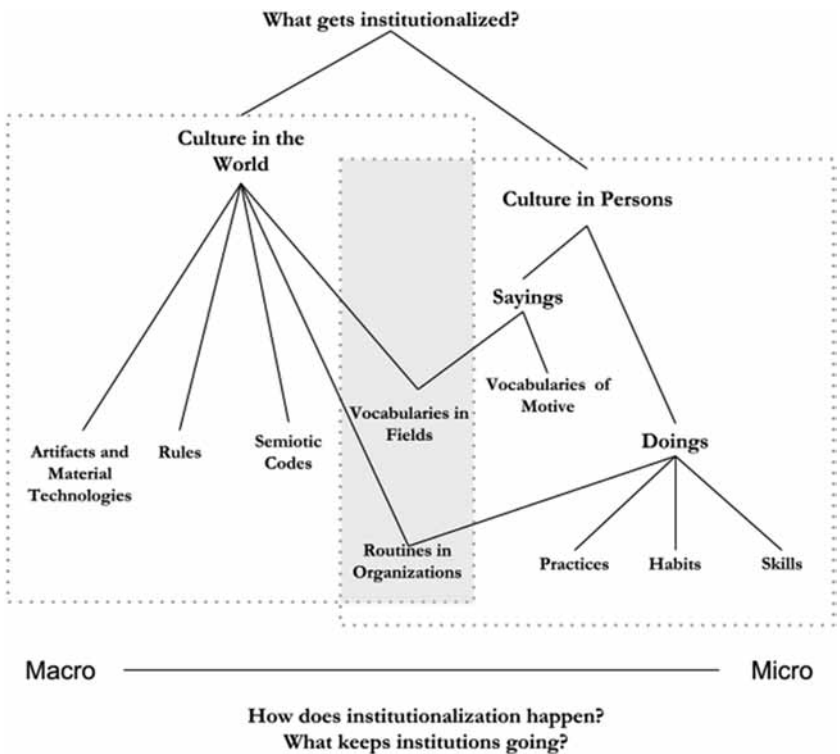 What gets institutionalized?
Culture in the
World
Culture in Persons
Sayings
Vocabularies of
Motive
Vocabularies in
Fields
Doings
Artifacts and
Material
Technologies
Rules
Semiotic
Codes
Routines in
Organizations
Practices
Habits
Skills
Macro
Micro
How does institutionalization happen?
What keeps institutions going?